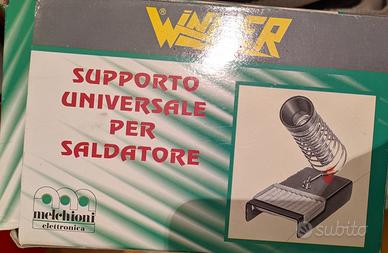 WINNER
SUPPORTO
UNIVERSALE
PER
SALDATORE
melchioni
elettronica
subito